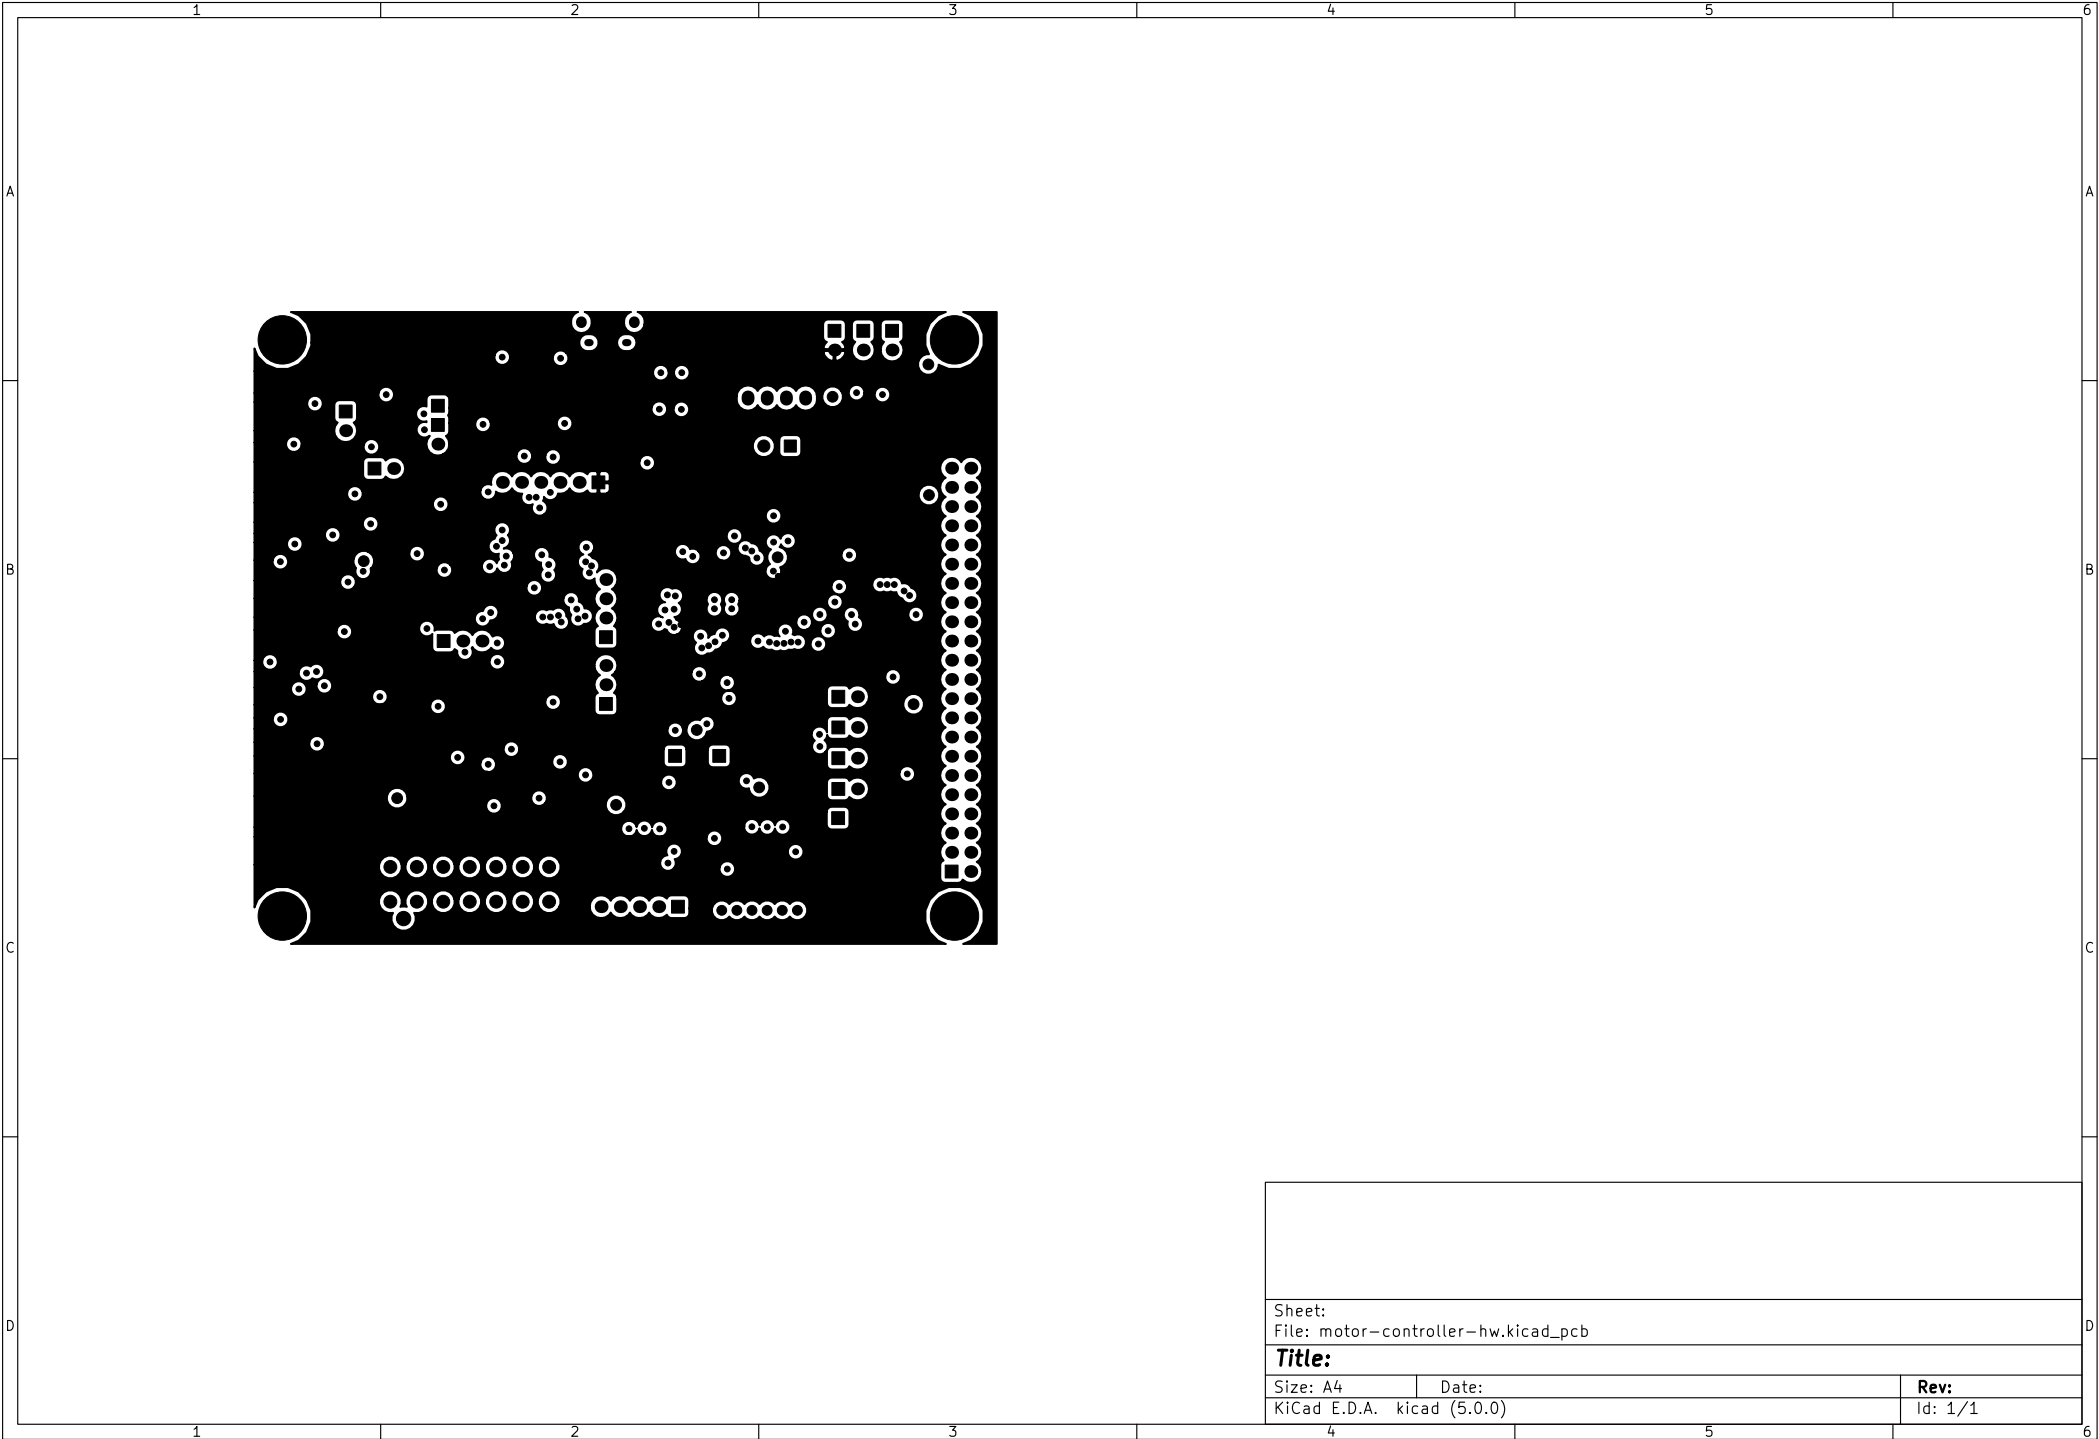 1 2 3 4 5 6
A A
B B
C C
D D
Sheet:
File: motor-controller-hw.kicad_pcb
Title:
Size: A4 Date: Rev:
KiCad E.D.A. kicad (5.0.0) Id: 1/1
1 2 3 4 5 6